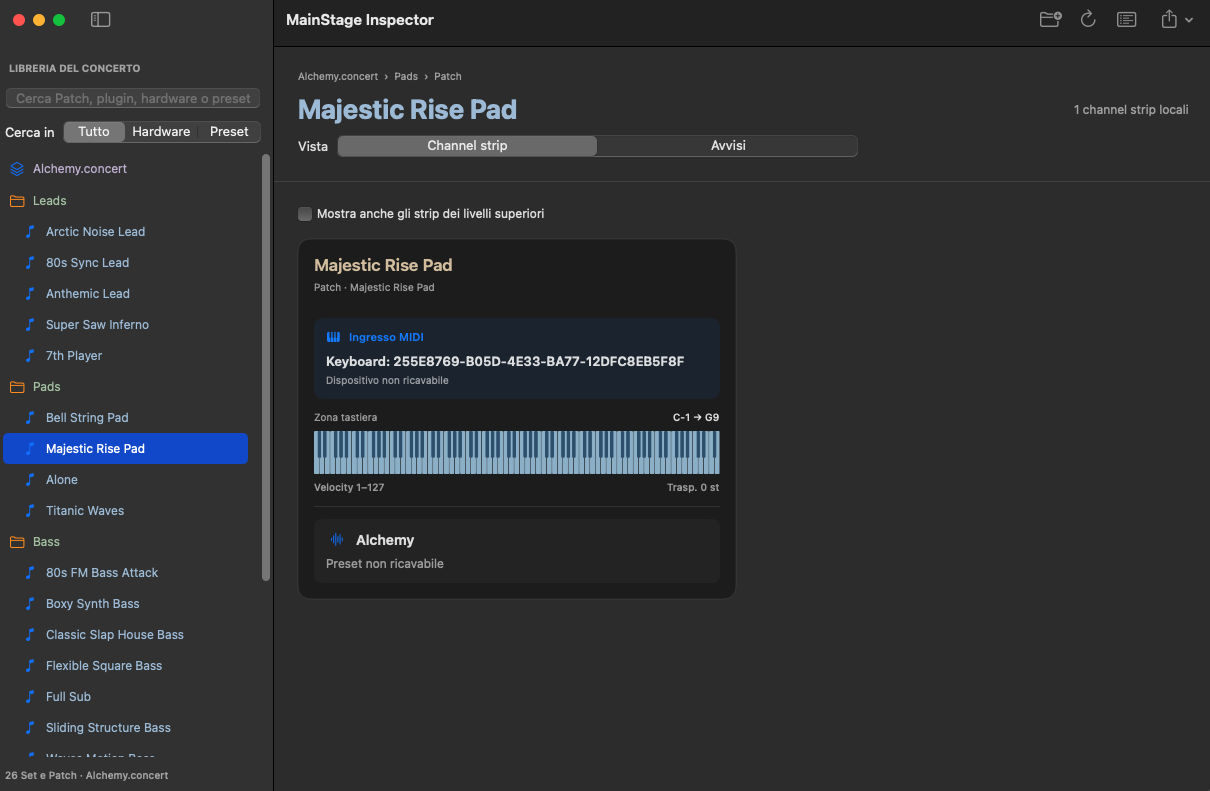 MainStage Inspector
LIBRERIA DEL CONCERTO
Cerca Patch, plugin, hardware o preset
Cerca in Tutto Hardware Preset
Alchemy.concert
Leads
Arctic Noise Lead
80s Sync Lead
Anthemic Lead
Super Saw Inferno
7th Player
Pads
Bell String Pad
Majestic Rise Pad
Alone
Titanic Waves
Bass
80s FM Bass Attack
Boxy Synth Bass
Classic Slap House Bass
Flexible Square Bass
Full Sub
Sliding Structure Bass
26 Set e Patch · Alchemy.concert
Alchemy.concert › Pads › Patch
Majestic Rise Pad
1 channel strip locali
Vista Channel strip Avvisi
Mostra anche gli strip dei livelli superiori
Majestic Rise Pad
Patch · Majestic Rise Pad
Ingresso MIDI
Keyboard: 255E8769-B05D-4E33-BA77-12DFC8EB5F8F
Dispositivo non ricavabile
Zona tastiera C-1 → G9
Velocity 1–127 Trasp. 0 st
Alchemy
Preset non ricavabile